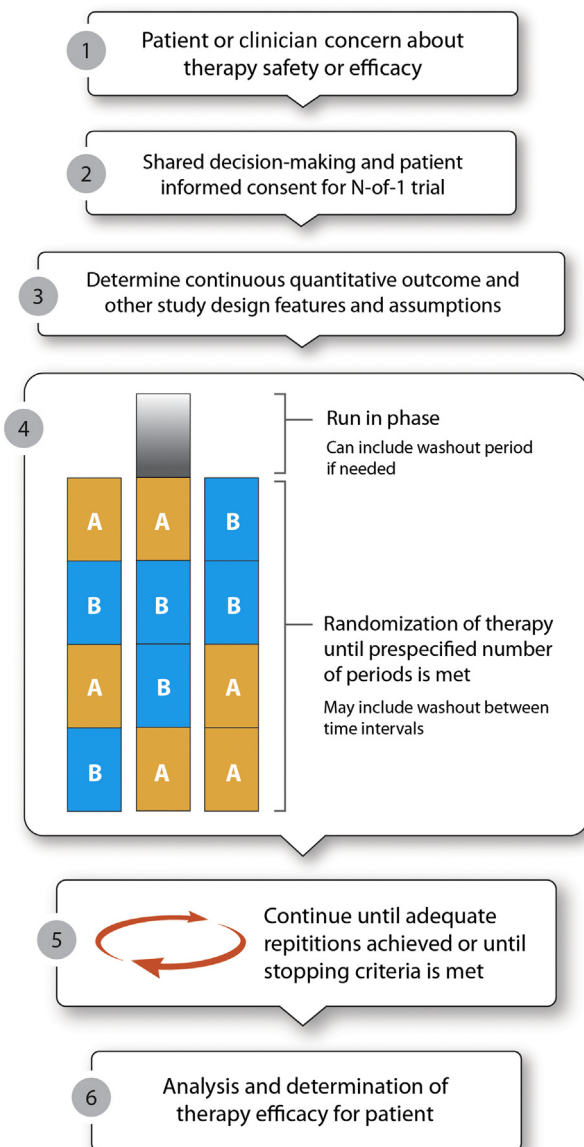 1
Patient or clinician concern about
therapy safety or efficacy
2
Shared decision-making and patient
informed consent for N-of-1 trial
3
Determine continuous quantitative outcome and
other study design features and assumptions
4
Run in phase
Can include washout period
if needed
A A B
B B B
A B A
B A A
Randomization of therapy
until prespecified number
of periods is met
May include washout between
time intervals
5
Continue until adequate
repititions achieved or until
stopping criteria is met
6
Analysis and determination of
therapy efficacy for patient